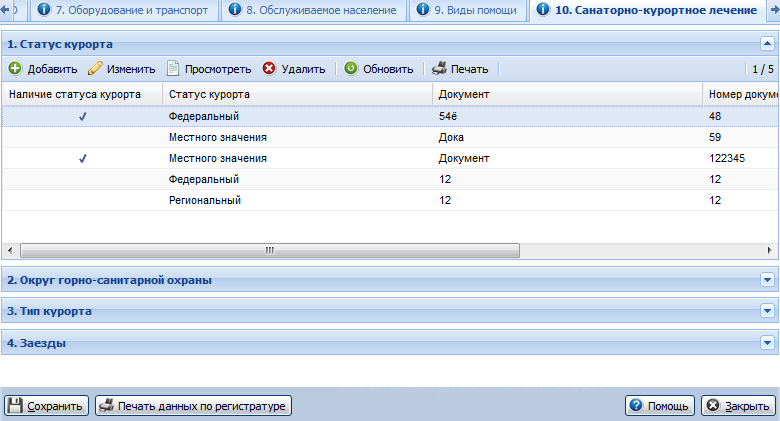 7. Оборудование и транспорт 8. Обслуживаемое население 9. Виды помощи 10. Санаторно-курортное лечение
1. Статус курорта
Добавить Изменить Просмотреть Удалить Обновить Печать 1 / 5
Наличие статуса курорта Статус курорта Документ Номер докуме
Федеральный 54ё 48
Местного значения Дока 59
Местного значения Документ 122345
Федеральный 12 12
Региональный 12 12
2. Округ горно-санитарной охраны
3. Тип курорта
4. Заезды
Сохранить Печать данных по регистратуре Помощь Закрыть